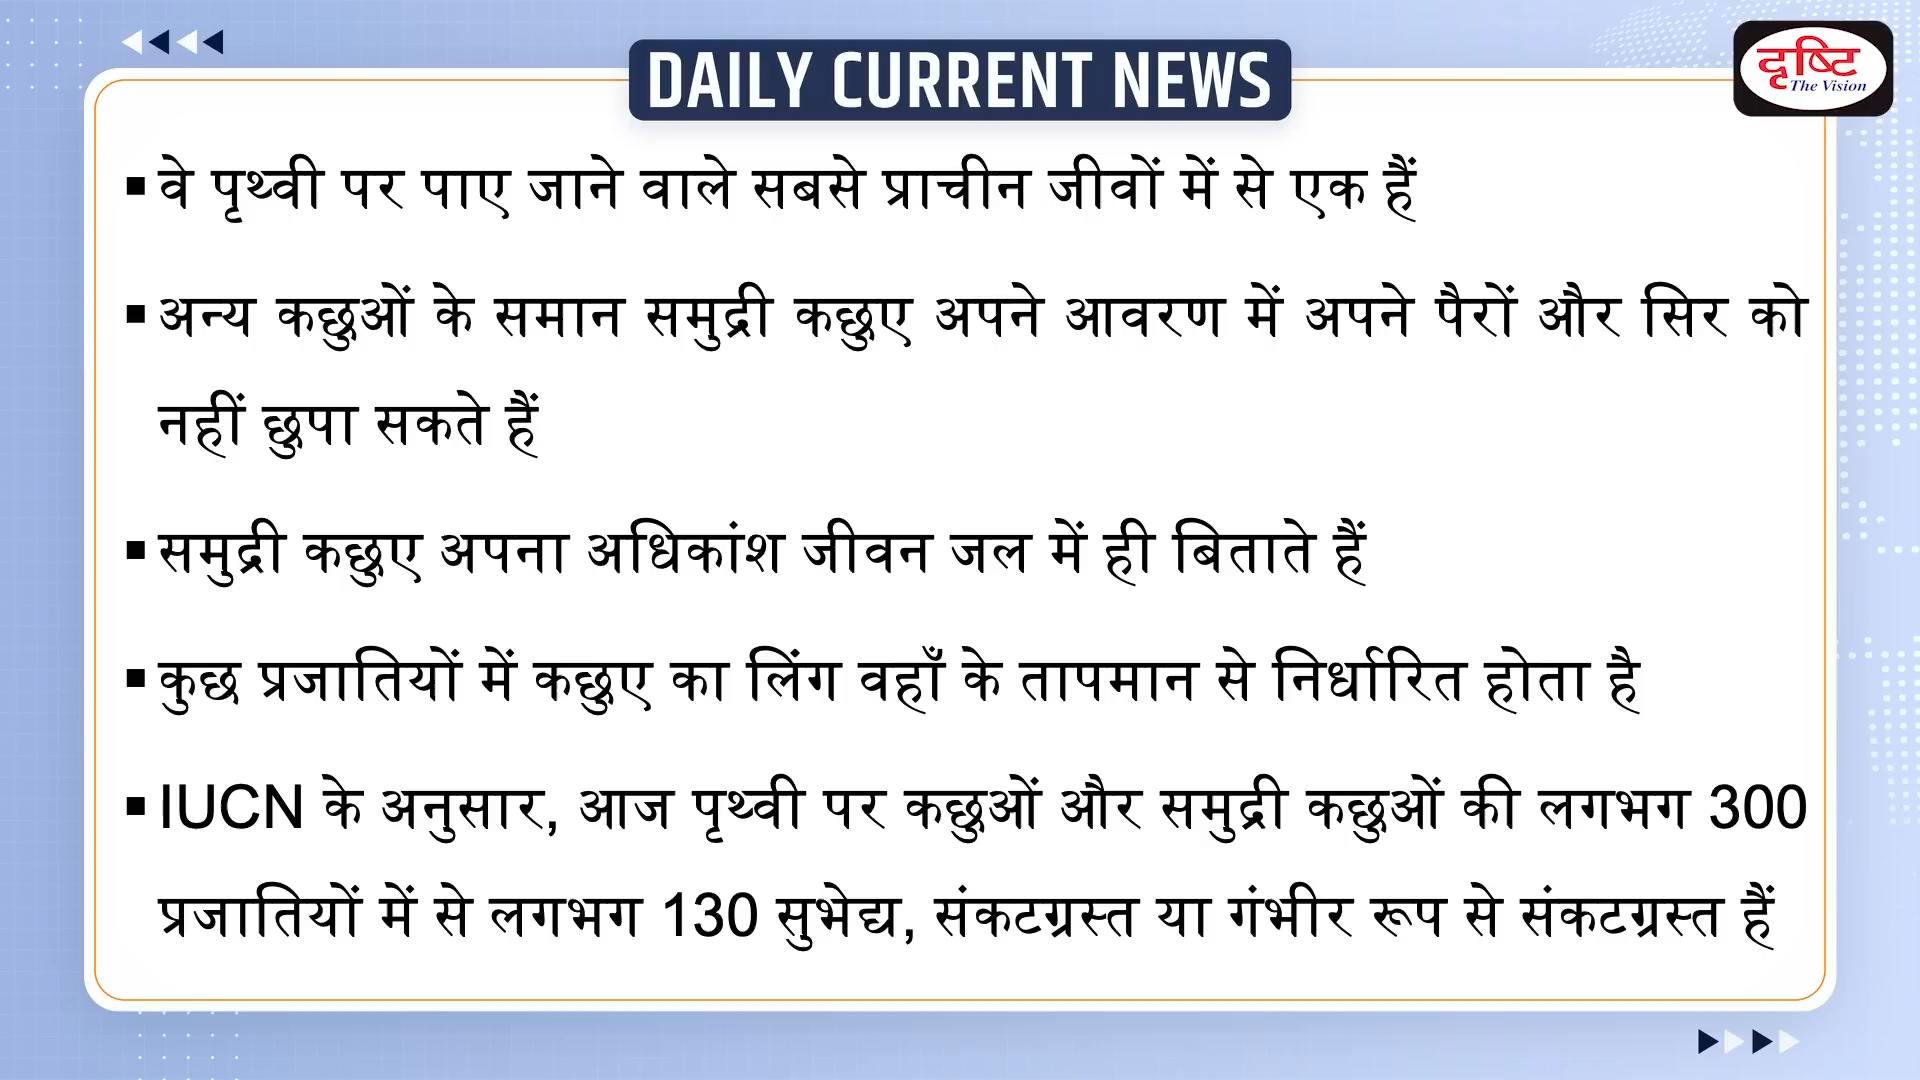 DAILY CURRENT NEWS
दृष्टि
The Vision
▪ वे पृथ्वी पर पाए जाने वाले सबसे प्राचीन जीवों में से एक हैं
▪ अन्य कछुओं के समान समुद्री कछुए अपने आवरण में अपने पैरों और सिर को
नहीं छुपा सकते हैं
▪ समुद्री कछुए अपना अधिकांश जीवन जल में ही बिताते हैं
▪ कुछ प्रजातियों में कछुए का लिंग वहाँ के तापमान से निर्धारित होता है
▪ IUCN के अनुसार, आज पृथ्वी पर कछुओं और समुद्री कछुओं की लगभग 300
प्रजातियों में से लगभग 130 सुभेद्य, संकटग्रस्त या गंभीर रूप से संकटग्रस्त हैं